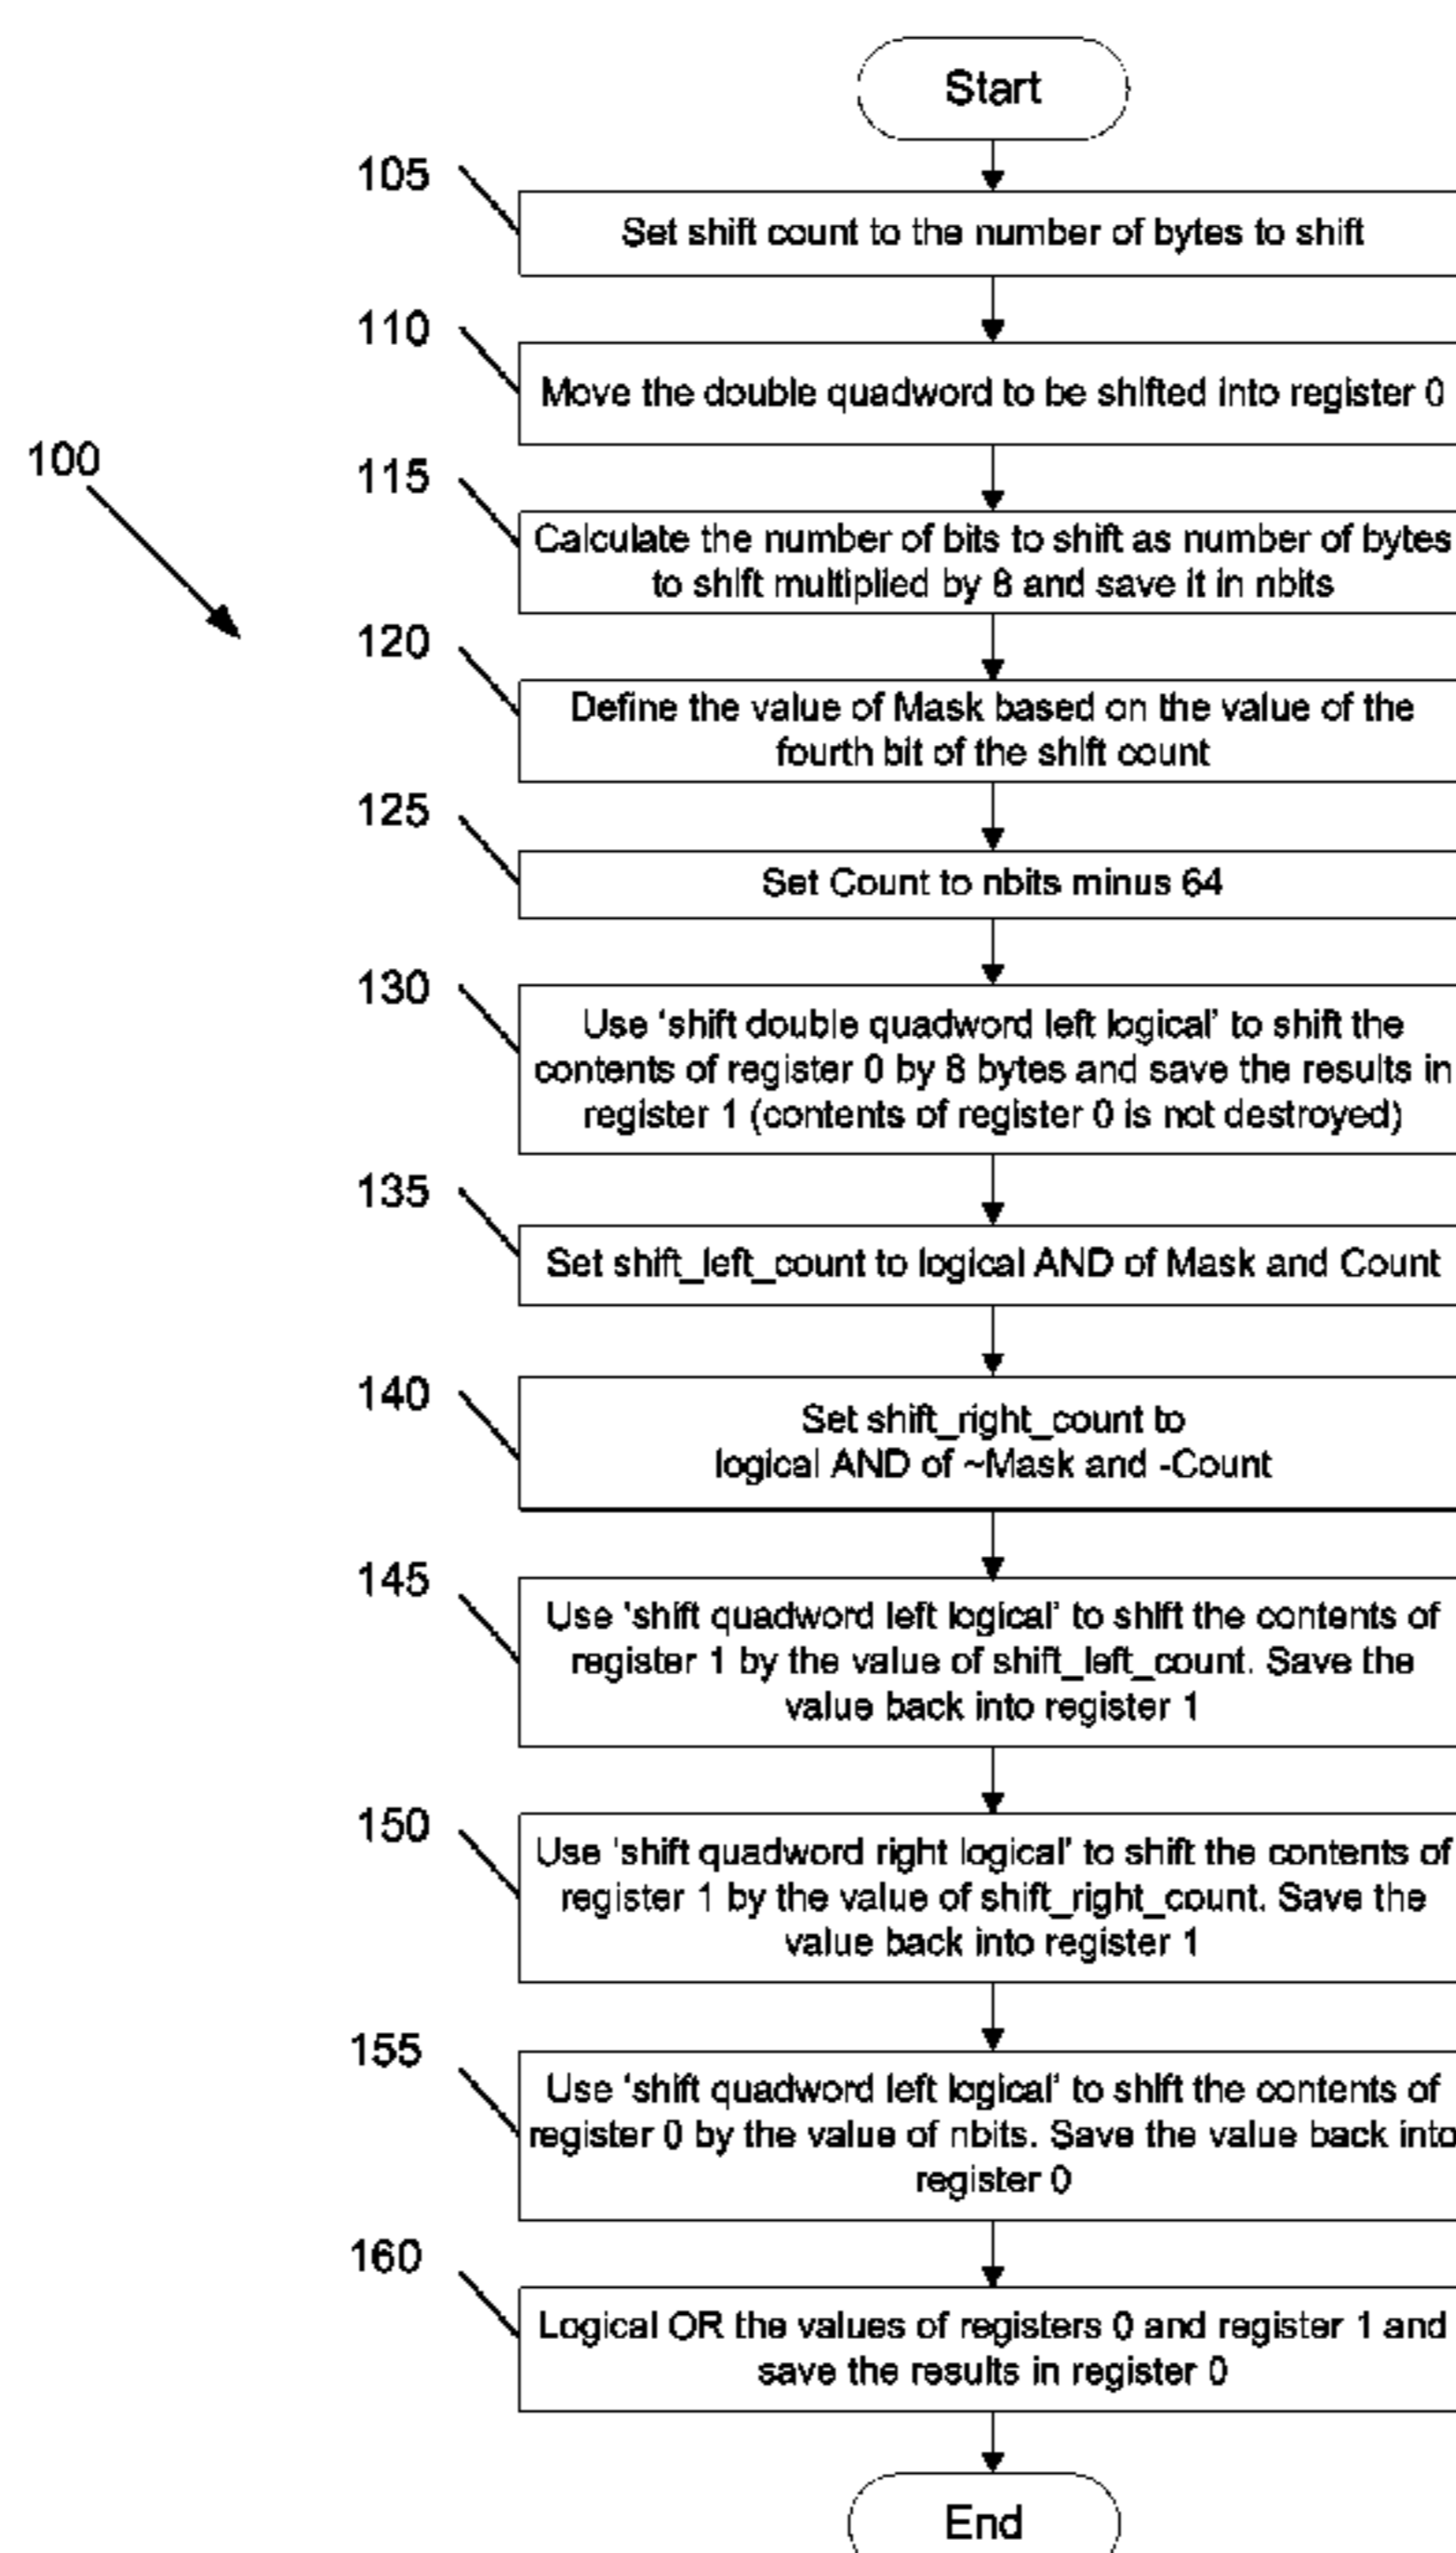 Start
105
Set shift count to the number of bytes to shift
110
Move the double quadword to be shifted into register 0
100
115
Calculate the number of bits to shift as number of bytes
to shift multiplied by 8 and save it in nbits
120
Define the value of Mask based on the value of the
fourth bit of the shift count
125
Set Count to nbits minus 64
130
Use ‘shift double quadword left logical’ to shift the
contents of register 0 by 8 bytes and save the results in
register 1 (contents of register 0 is not destroyed)
135
Set shift_left_count to logical AND of Mask and Count
140
Set shift_right_count to
logical AND of ~Mask and -Count
145
Use ‘shift quadword left logical’ to shift the contents of
register 1 by the value of shift_left_count. Save the
value back into register 1
150
Use ‘shift quadword right logical’ to shift the contents of
register 1 by the value of shift_right_count. Save the
value back into register 1
155
Use ‘shift quadword left logical’ to shift the contents of
register 0 by the value of nbits. Save the value back into
register 0
160
Logical OR the values of registers 0 and register 1 and
save the results in register 0
End